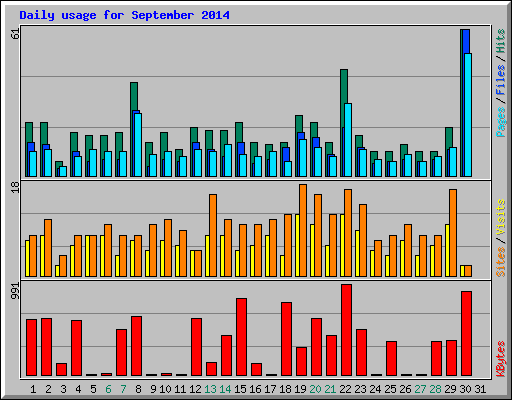 Daily usage for September 2014
61
Pages / Files / Hits
18
Sites / Visits
991
KBytes
1 2 3 4 5 6 7 8 9 10 11 12 13 14 15 16 17 18 19 20 21 22 23 24 25 26 27 28 29 30 31